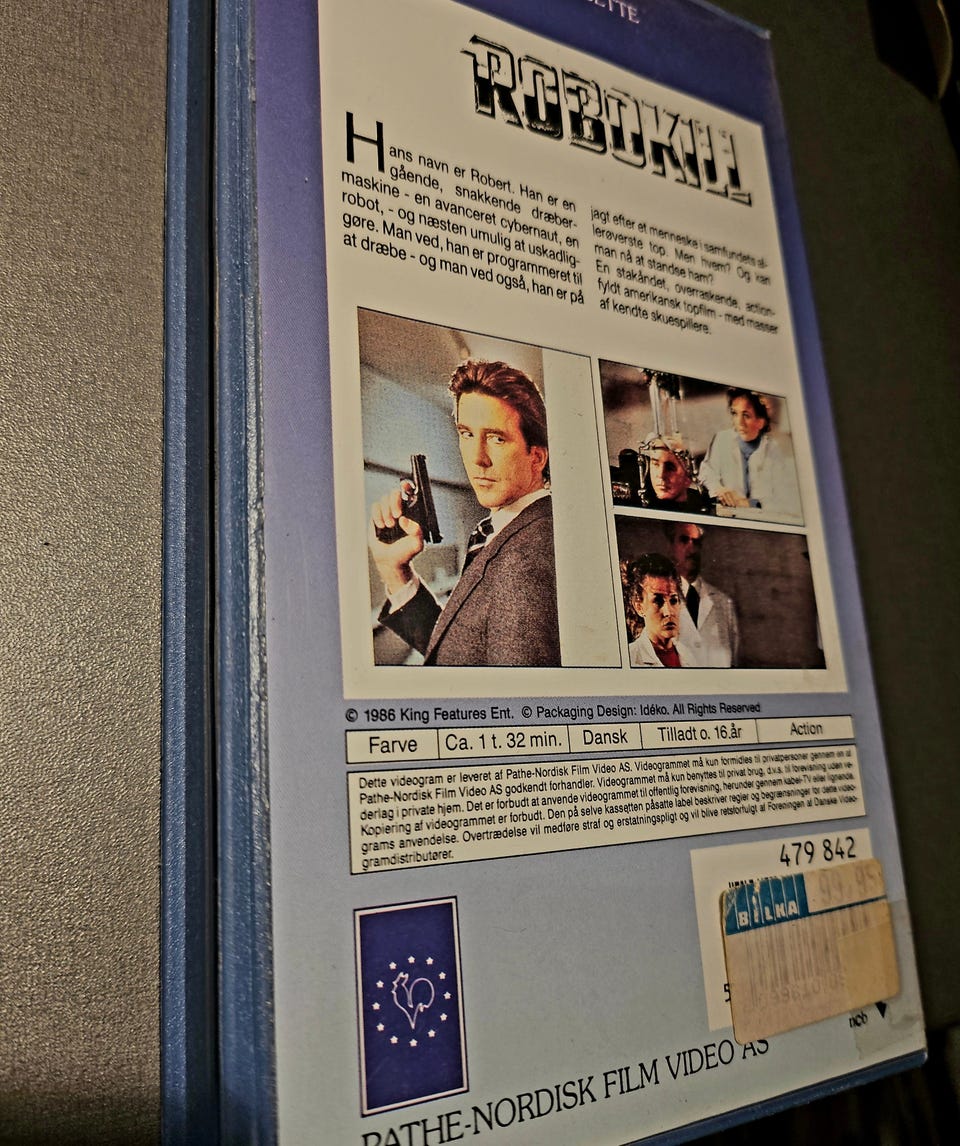 ROBOKILL
Hans navn er Robert. Han er en
gående, snakkende dræber-
maskine - en avanceret cybernaut, en
robot, - og næsten umulig at uskadlig-
gøre. Man ved, han er programmeret til
at dræbe - og man ved også, han er på
jagt efter et menneske i samfundets al-
lerøverste top. Men hvem? Og kan
man nå at standse ham?
En stakåndet, overraskende, action-
fyldt amerikansk topfilm - med masser
af kendte skuespillere.
© 1986 King Features Ent. © Packaging Design: Idéko. All Rights Reserved
Farve Ca. 1 t. 32 min. Dansk Tilladt o. 16.år Action
Dette videogram er leveret af Pathe-Nordisk Film Video AS. Videogrammet må kun formidles til privatpersoner gennem en af
Pathe-Nordisk Film Video AS godkendt forhandler. Videogrammet må kun benyttes til privat brug, d.v.s. til forevisning uden ve-
derlag i private hjem. Det er forbudt at anvende videogrammet til offentlig forevisning, herunder gennem kabel-TV eller lignende.
Kopiering af videogrammet er forbudt. Den på selve kassetten påsatte label beskriver regler og begrænsninger for dette video-
grams anvendelse. Overtrædelse vil medføre straf og erstatningspligt og vil blive retsforfulgt af Foreningen af Danske Video-
gramdistributører.
479 842
BILKA 99,95
5
ncb
PATHE-NORDISK FILM VIDEO AS